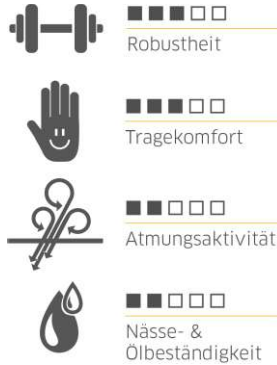 Robustheit
Tragekomfort
Atmungsaktivität
Nässe- &
Ölbeständigkeit